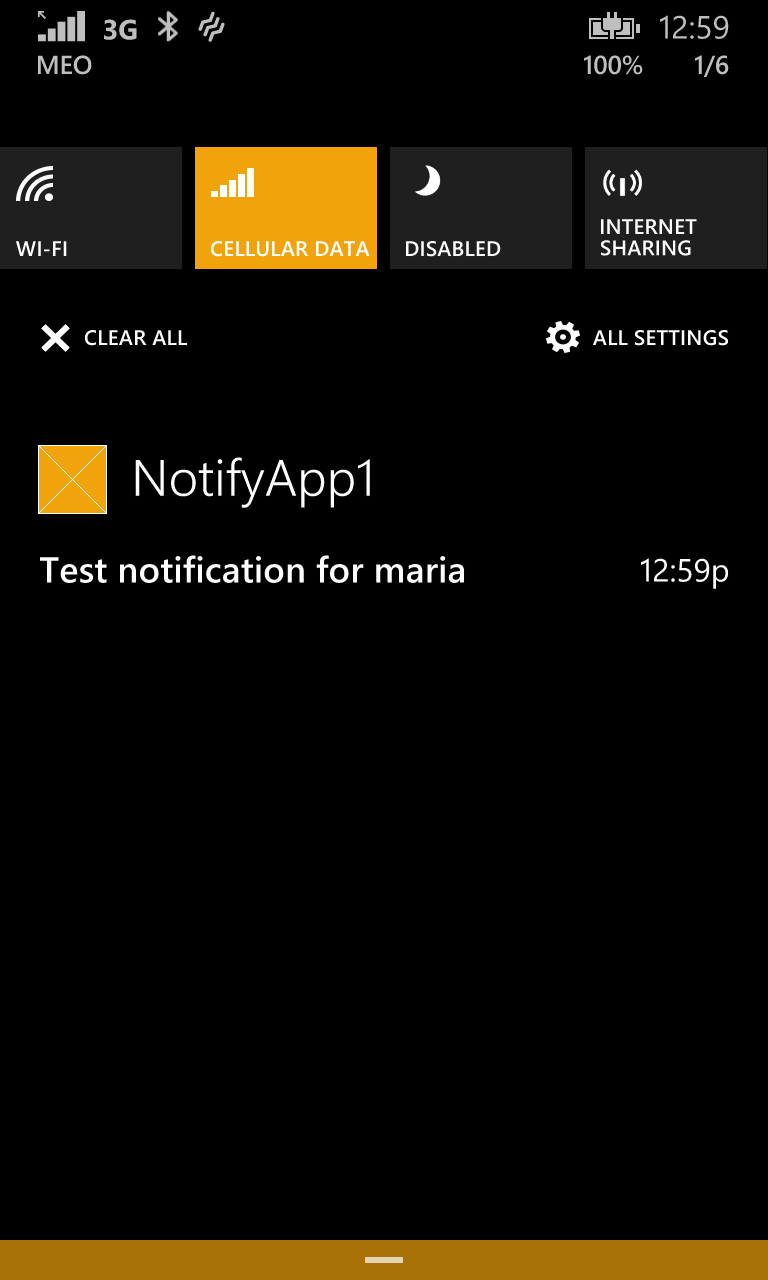 3G 12:59
MEO 100% 1/6
WI-FI CELLULAR DATA DISABLED INTERNET SHARING
CLEAR ALL ALL SETTINGS
NotifyApp1
Test notification for maria 12:59p